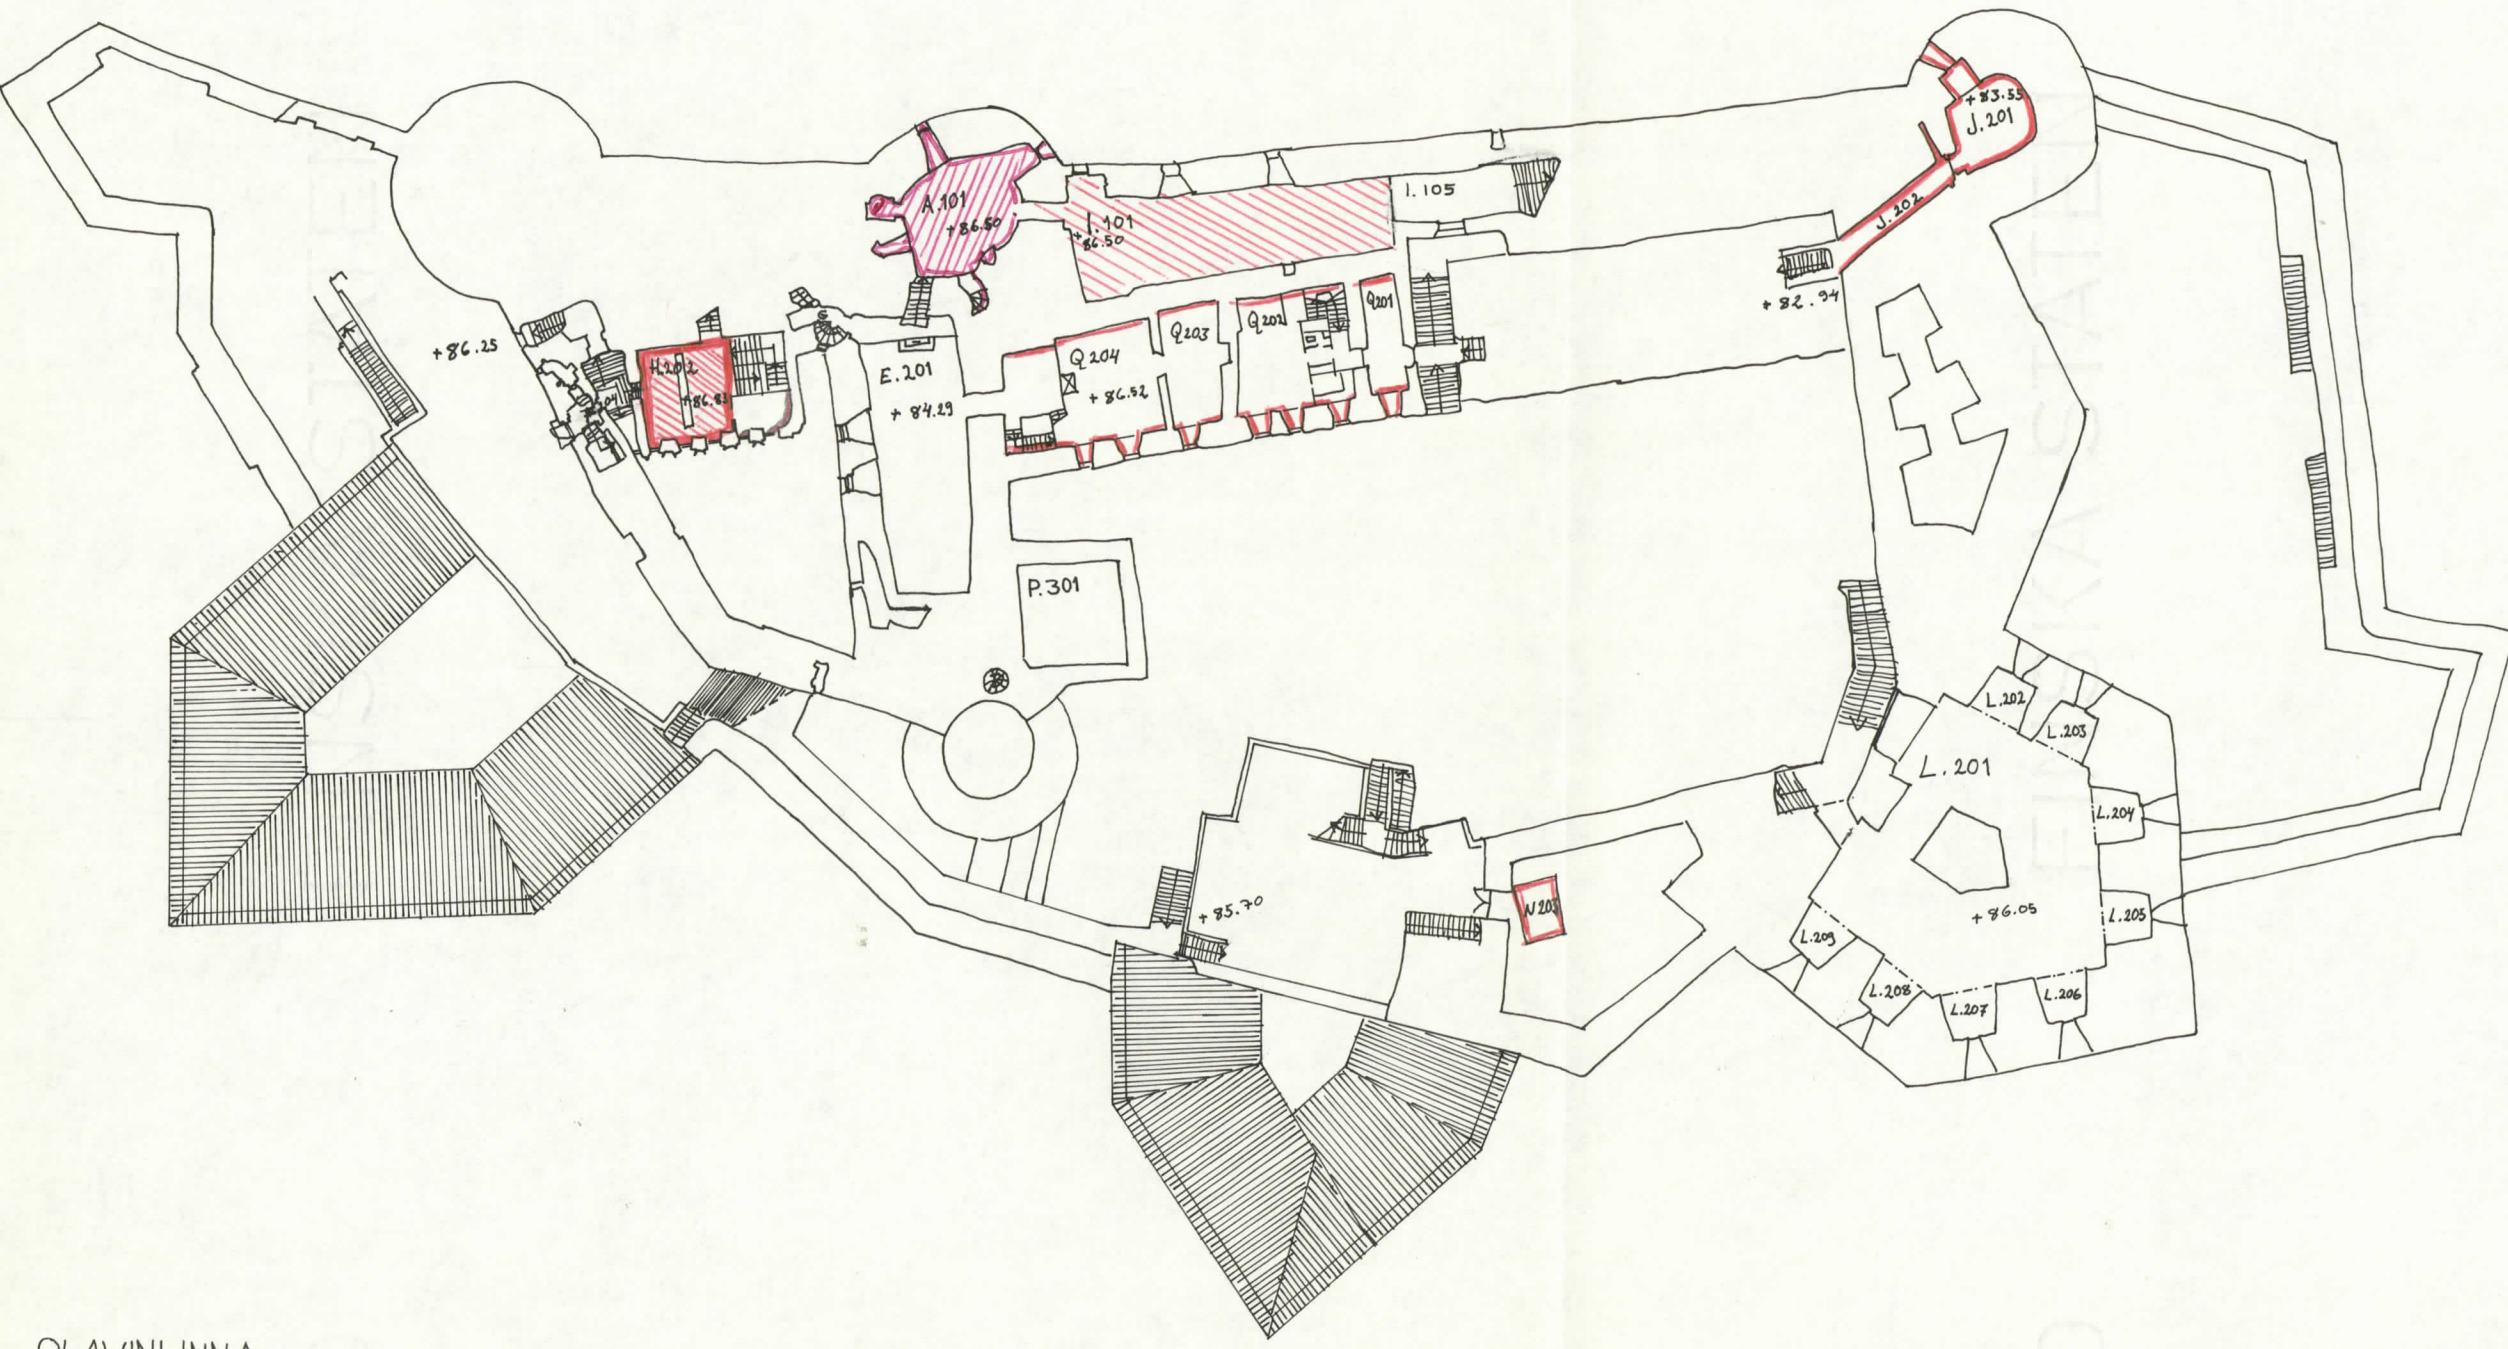 + 83.55
J.201
A.101
+ 86.50
I.101
+ 86.50
I.105
J.202
+ 82.94
+ 86.25
H.202
+ 86.83
E.201
+ 84.29
Q204
+ 86.52
Q203
Q202
Q201
P.301
L.202
L.203
L.201
L.204
N203
+ 85.70
+ 86.05
L.205
L.209
L.208
L.207
L.206
OLAVINLINNA